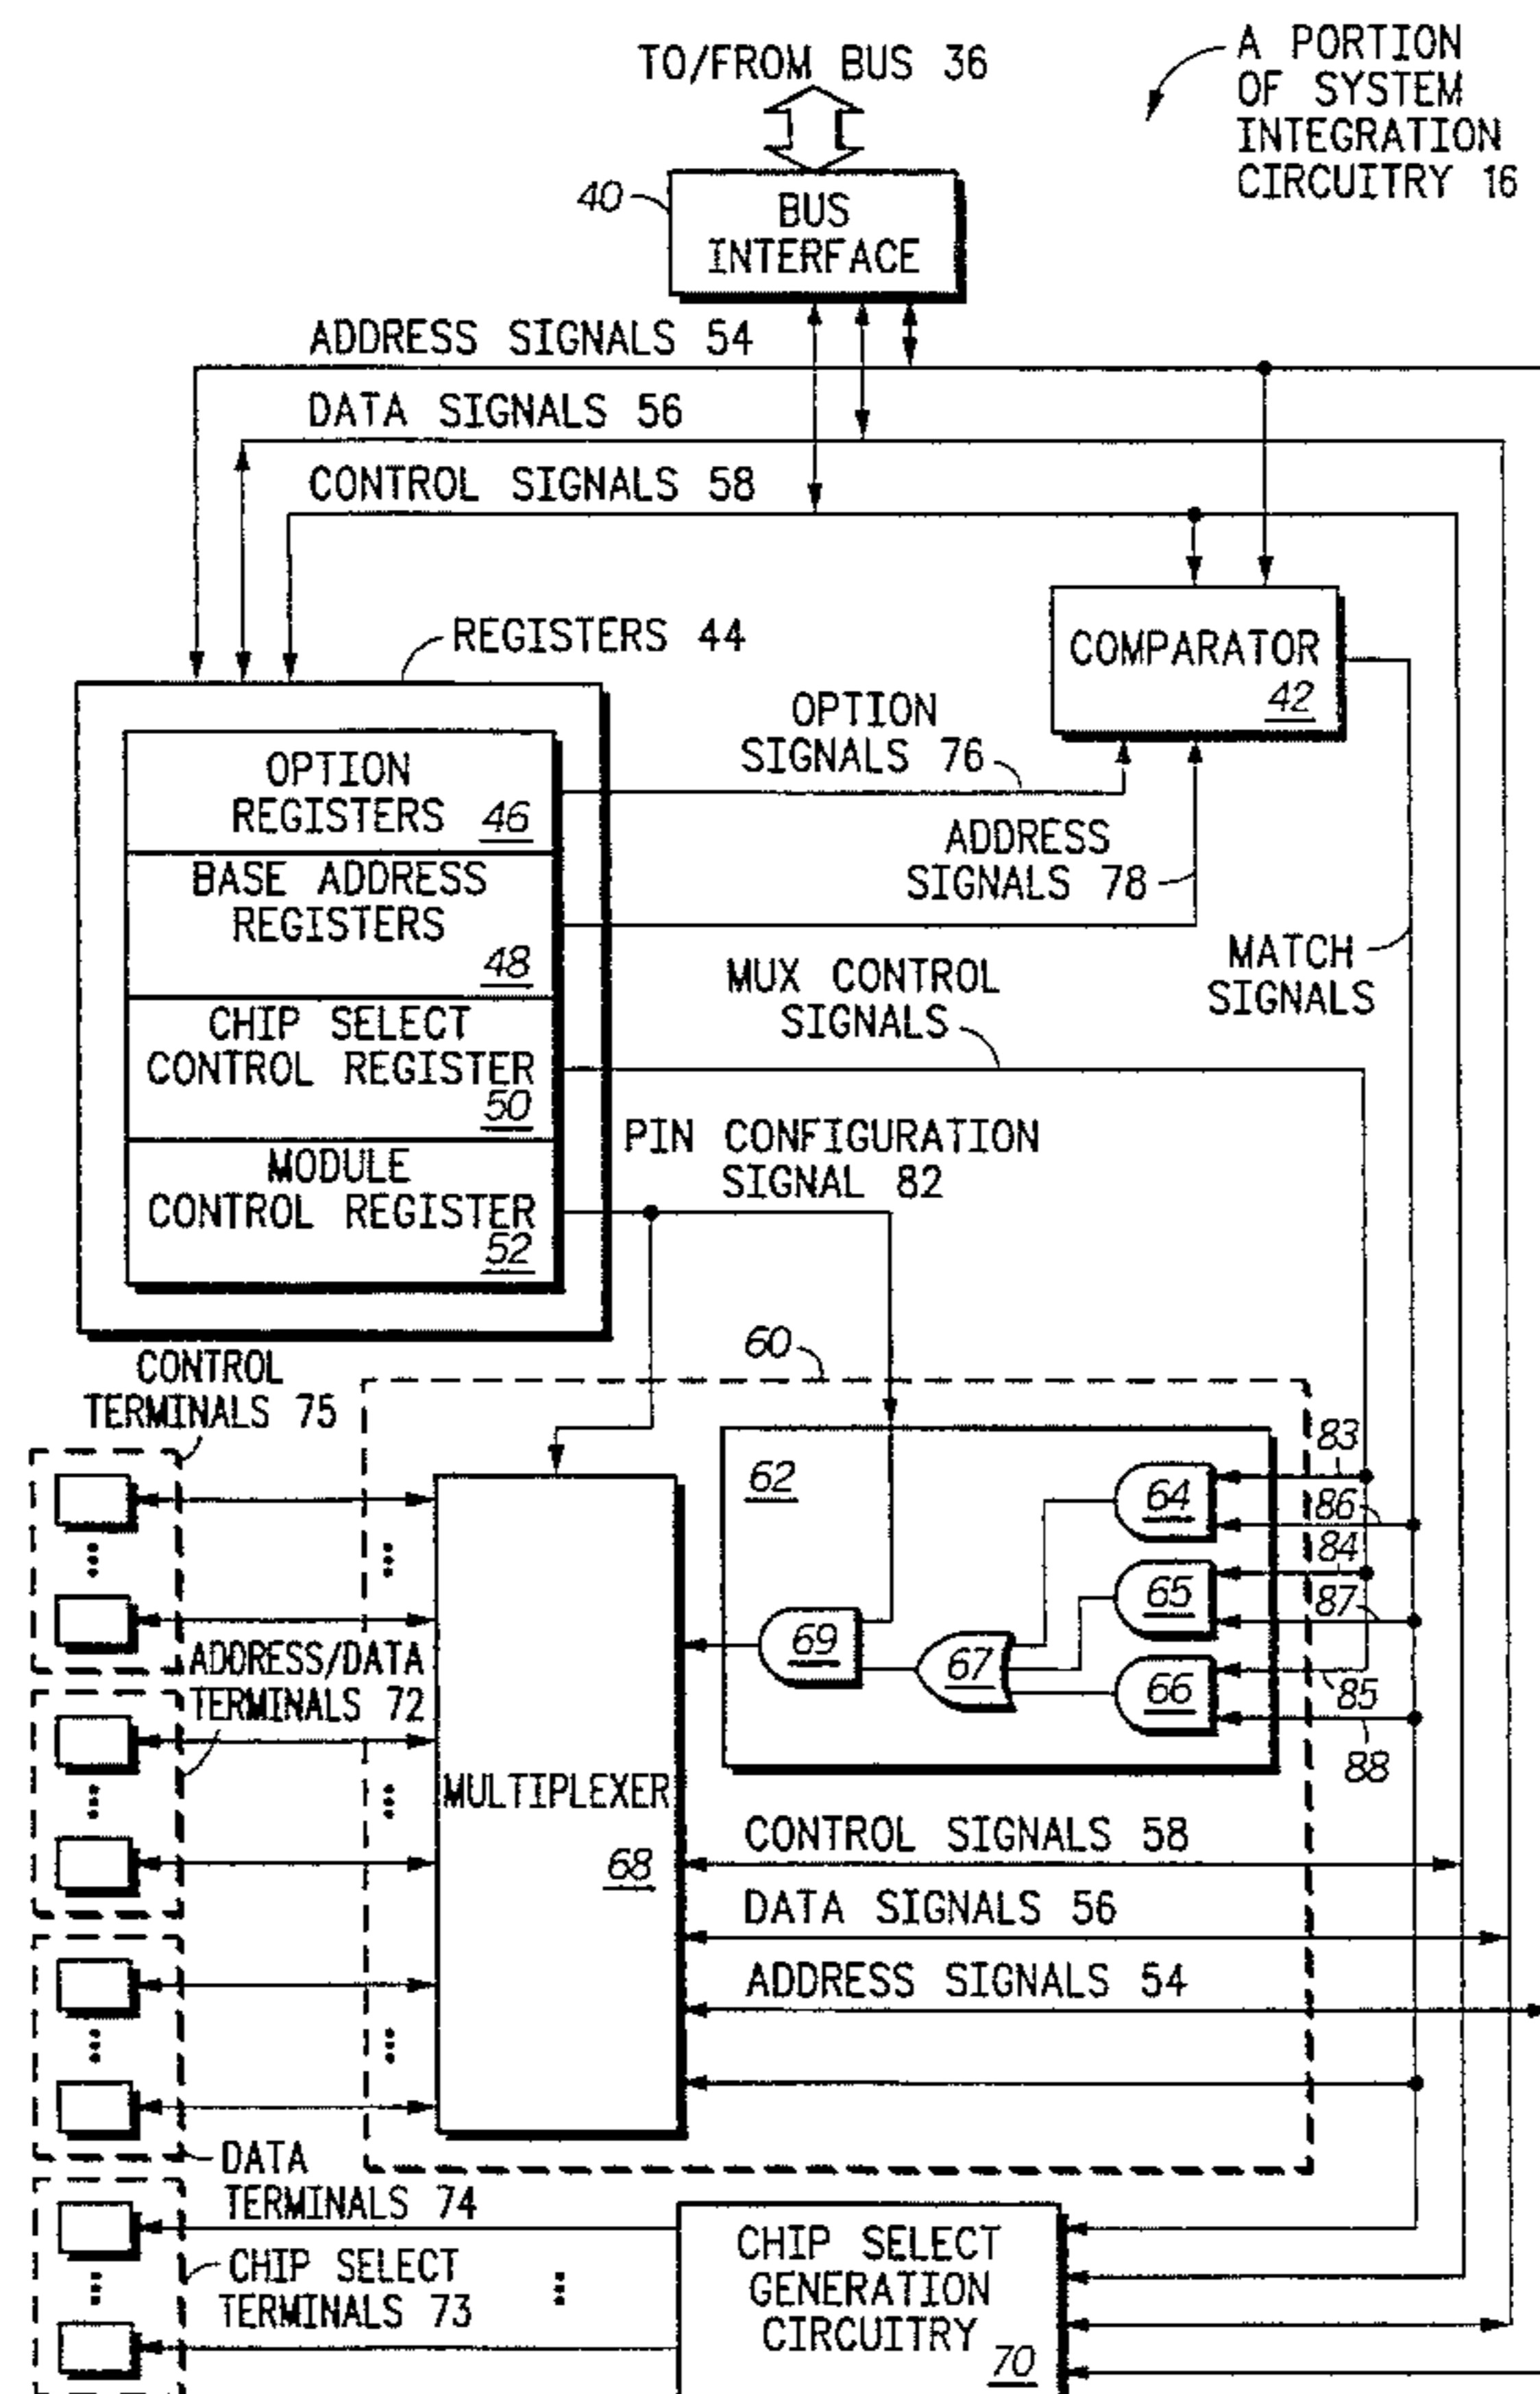 TO/FROM BUS 36
A PORTION
OF SYSTEM
INTEGRATION
CIRCUITRY 16
40
BUS
INTERFACE
ADDRESS SIGNALS 54
DATA SIGNALS 56
CONTROL SIGNALS 58
REGISTERS 44
COMPARATOR
42
OPTION
SIGNALS 76
OPTION
REGISTERS 46
ADDRESS
SIGNALS 78
BASE ADDRESS
REGISTERS
48
MATCH
SIGNALS
MUX CONTROL
SIGNALS
CHIP SELECT
CONTROL REGISTER
50
PIN CONFIGURATION
SIGNAL 82
MODULE
CONTROL REGISTER
52
60
CONTROL
TERMINALS 75
62
64
65
66
67
69
83
86
84
87
85
88
ADDRESS/DATA
TERMINALS 72
MULTIPLEXER
68
CONTROL SIGNALS 58
DATA SIGNALS 56
ADDRESS SIGNALS 54
DATA
TERMINALS 74
CHIP SELECT
TERMINALS 73
CHIP SELECT
GENERATION
CIRCUITRY
70